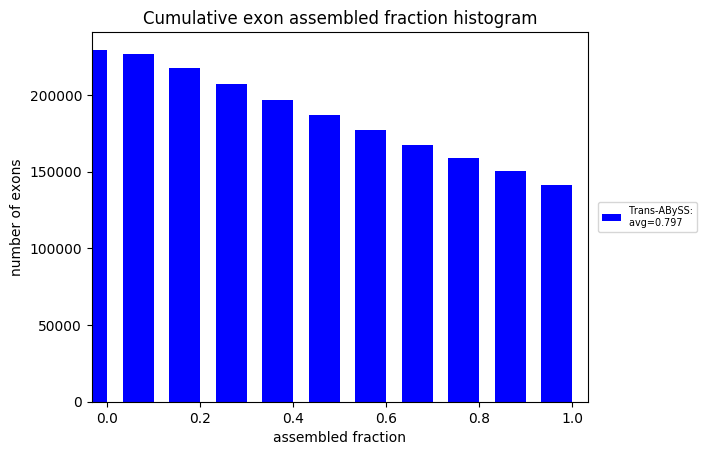 Cumulative exon assembled fraction histogram
200000
150000
100000
50000
0
number of exons
0.0 0.2 0.4 0.6 0.8 1.0
assembled fraction
Trans-ABySS:
avg=0.797